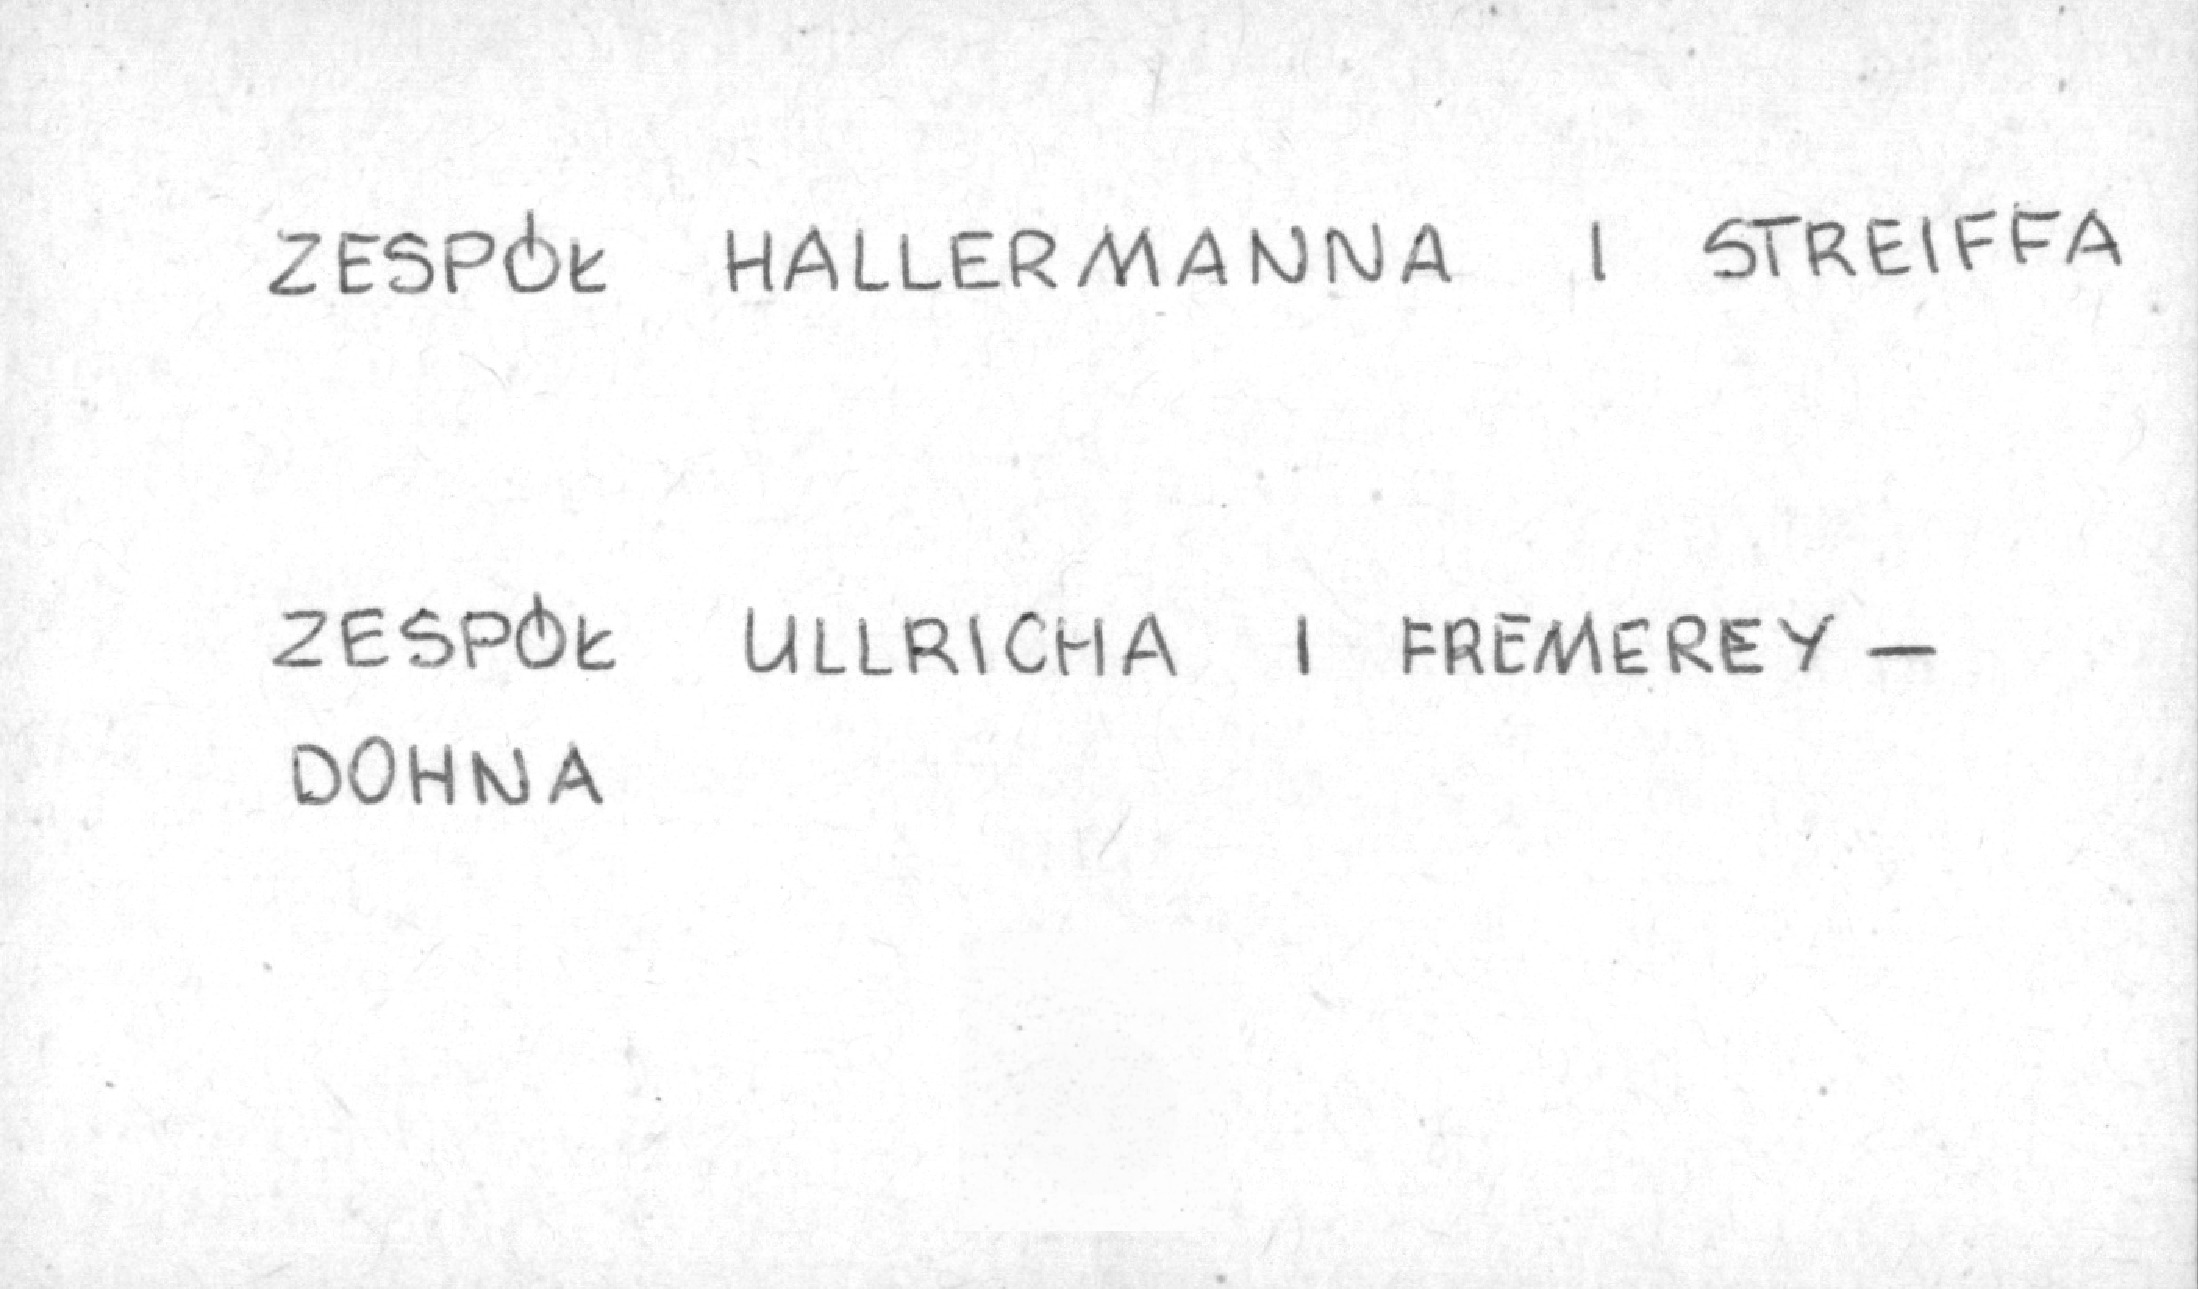 ZESPÓŁ HALLERMANNA I STREIFFA
ZESPÓŁ ULLRICHA I FREMEREY —
DOHNA